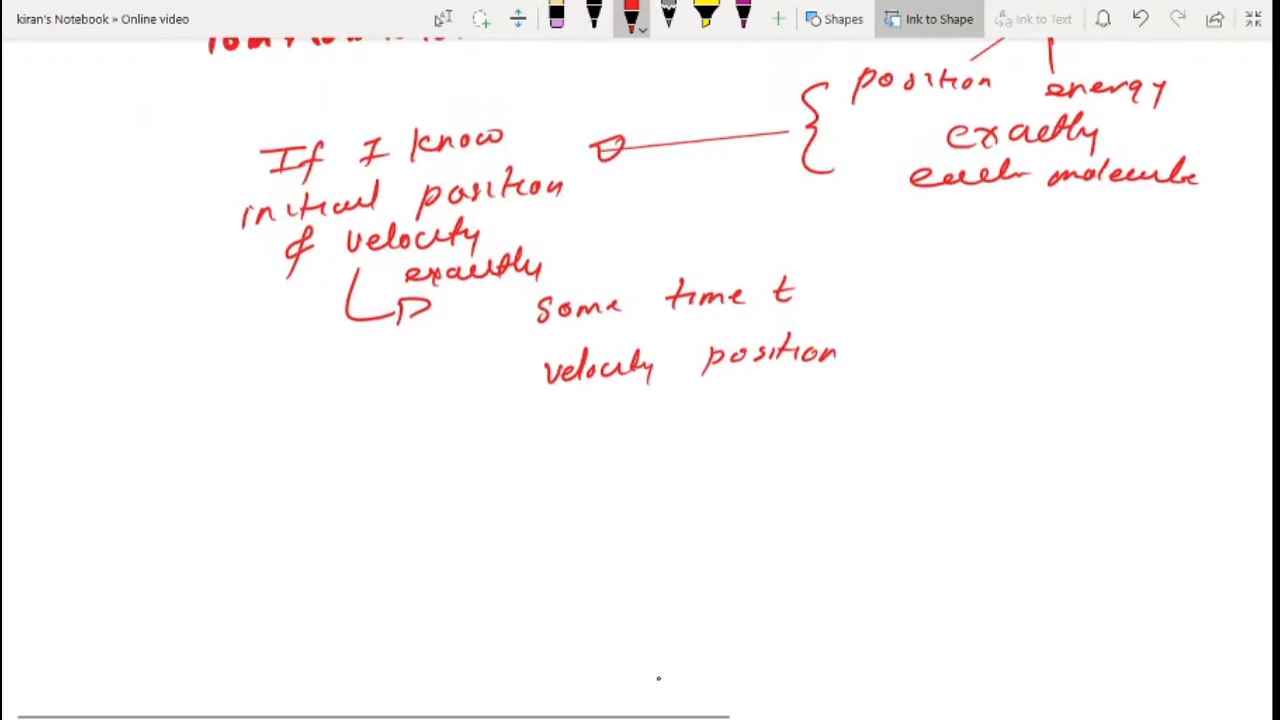 kiran's Notebook » Online video
Shapes
Ink to Shape
Ink to Text
position energy
exactly
each molecule
If I know
initial position
& velocity
exactly
some time t
velocity position